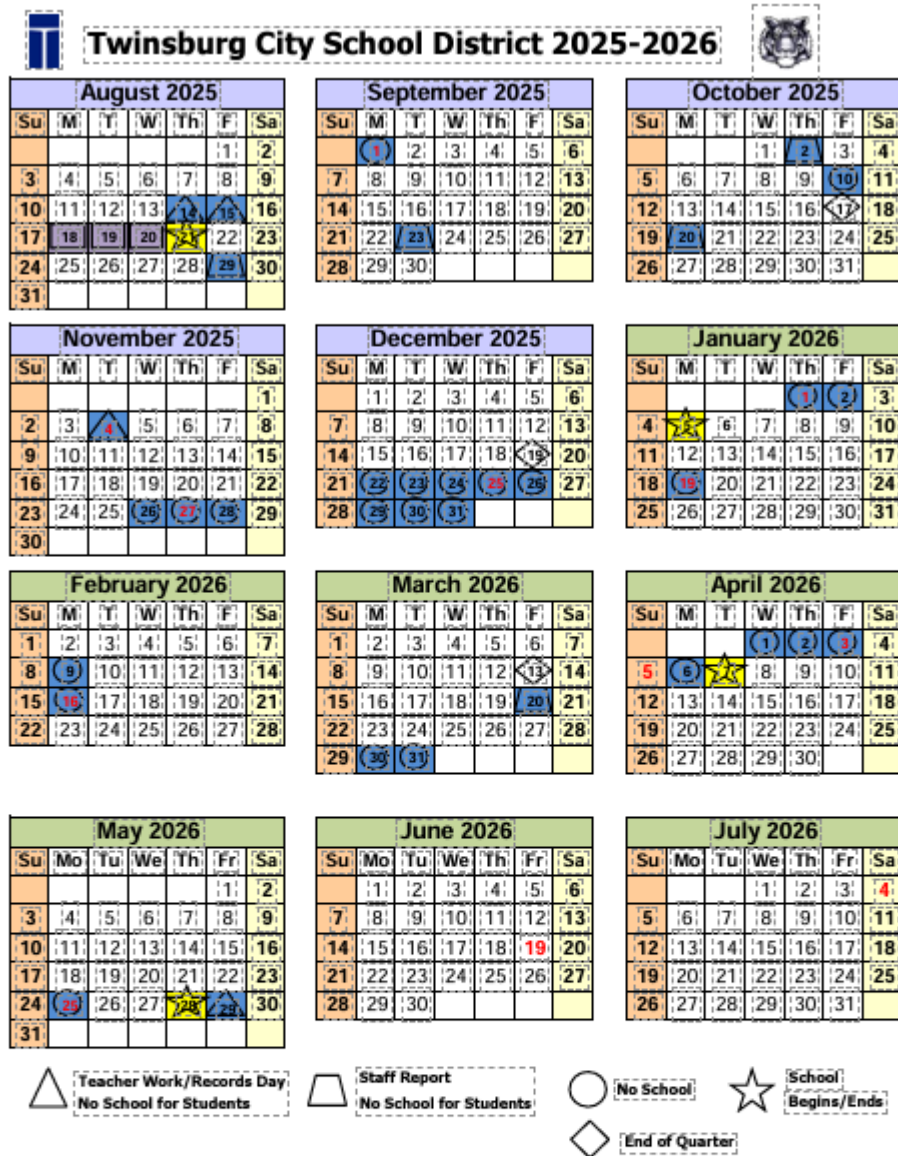 Twinsburg City School District 2025-2026
August 2025 September 2025 October 2025
Su M T W Th F Sa Su M T W Th F Sa Su M T W Th F Sa
1 2 1 2 3 4 5 6 1 2 3 4
3 4 5 6 7 8 9 7 8 9 10 11 12 13 5 6 7 8 9 10 11
10 11 12 13 14 15 16 14 15 16 17 18 19 20 12 13 14 15 16 17 18
17 18 19 20 21 22 23 21 22 23 24 25 26 27 19 20 21 22 23 24 25
24 25 26 27 28 29 30 28 29 30 26 27 28 29 30 31
31
November 2025 December 2025 January 2026
Su M T W Th F Sa Su M T W Th F Sa Su M T W Th F Sa
1 1 2 3 4 5 6 1 2 3
2 3 4 5 6 7 8 7 8 9 10 11 12 13 4 5 6 7 8 9 10
9 10 11 12 13 14 15 14 15 16 17 18 19 20 11 12 13 14 15 16 17
16 17 18 19 20 21 22 21 22 23 24 25 26 27 18 19 20 21 22 23 24
23 24 25 26 27 28 29 28 29 30 31 25 26 27 28 29 30 31
30
February 2026 March 2026 April 2026
Su M T W Th F Sa Su M T W Th F Sa Su M T W Th F Sa
1 2 3 4 5 6 7 1 2 3 4 5 6 7 1 2 3 4
8 9 10 11 12 13 14 8 9 10 11 12 13 14 5 6 7 8 9 10 11
15 16 17 18 19 20 21 15 16 17 18 19 20 21 12 13 14 15 16 17 18
22 23 24 25 26 27 28 22 23 24 25 26 27 28 19 20 21 22 23 24 25
29 30 31 26 27 28 29 30
May 2026 June 2026 July 2026
Su Mo Tu We Th Fr Sa Su Mo Tu We Th Fr Sa Su Mo Tu We Th Fr Sa
1 2 1 2 3 4 5 6 1 2 3 4
3 4 5 6 7 8 9 7 8 9 10 11 12 13 5 6 7 8 9 10 11
10 11 12 13 14 15 16 14 15 16 17 18 19 20 12 13 14 15 16 17 18
17 18 19 20 21 22 23 21 22 23 24 25 26 27 19 20 21 22 23 24 25
24 25 26 27 28 29 30 28 29 30 26 27 28 29 30 31
31
Teacher Work/Records Day
No School for Students
Staff Report
No School for Students
No School
School
Begins/Ends
End of Quarter